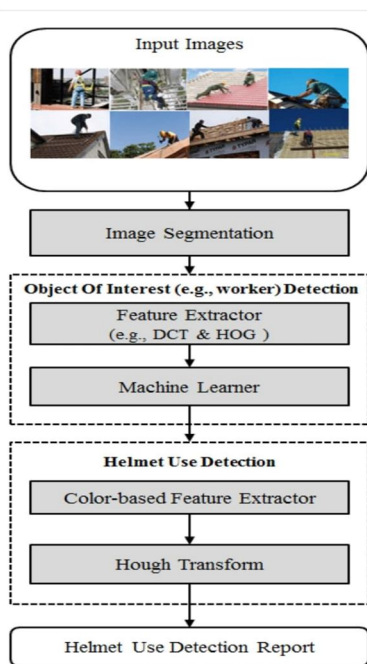 Input Images
Image Segmentation
Object Of Interest (e.g., worker) Detection
Feature Extractor
(e.g., DCT & HOG )
Machine Learner
Helmet Use Detection
Color-based Feature Extractor
Hough Transform
Helmet Use Detection Report